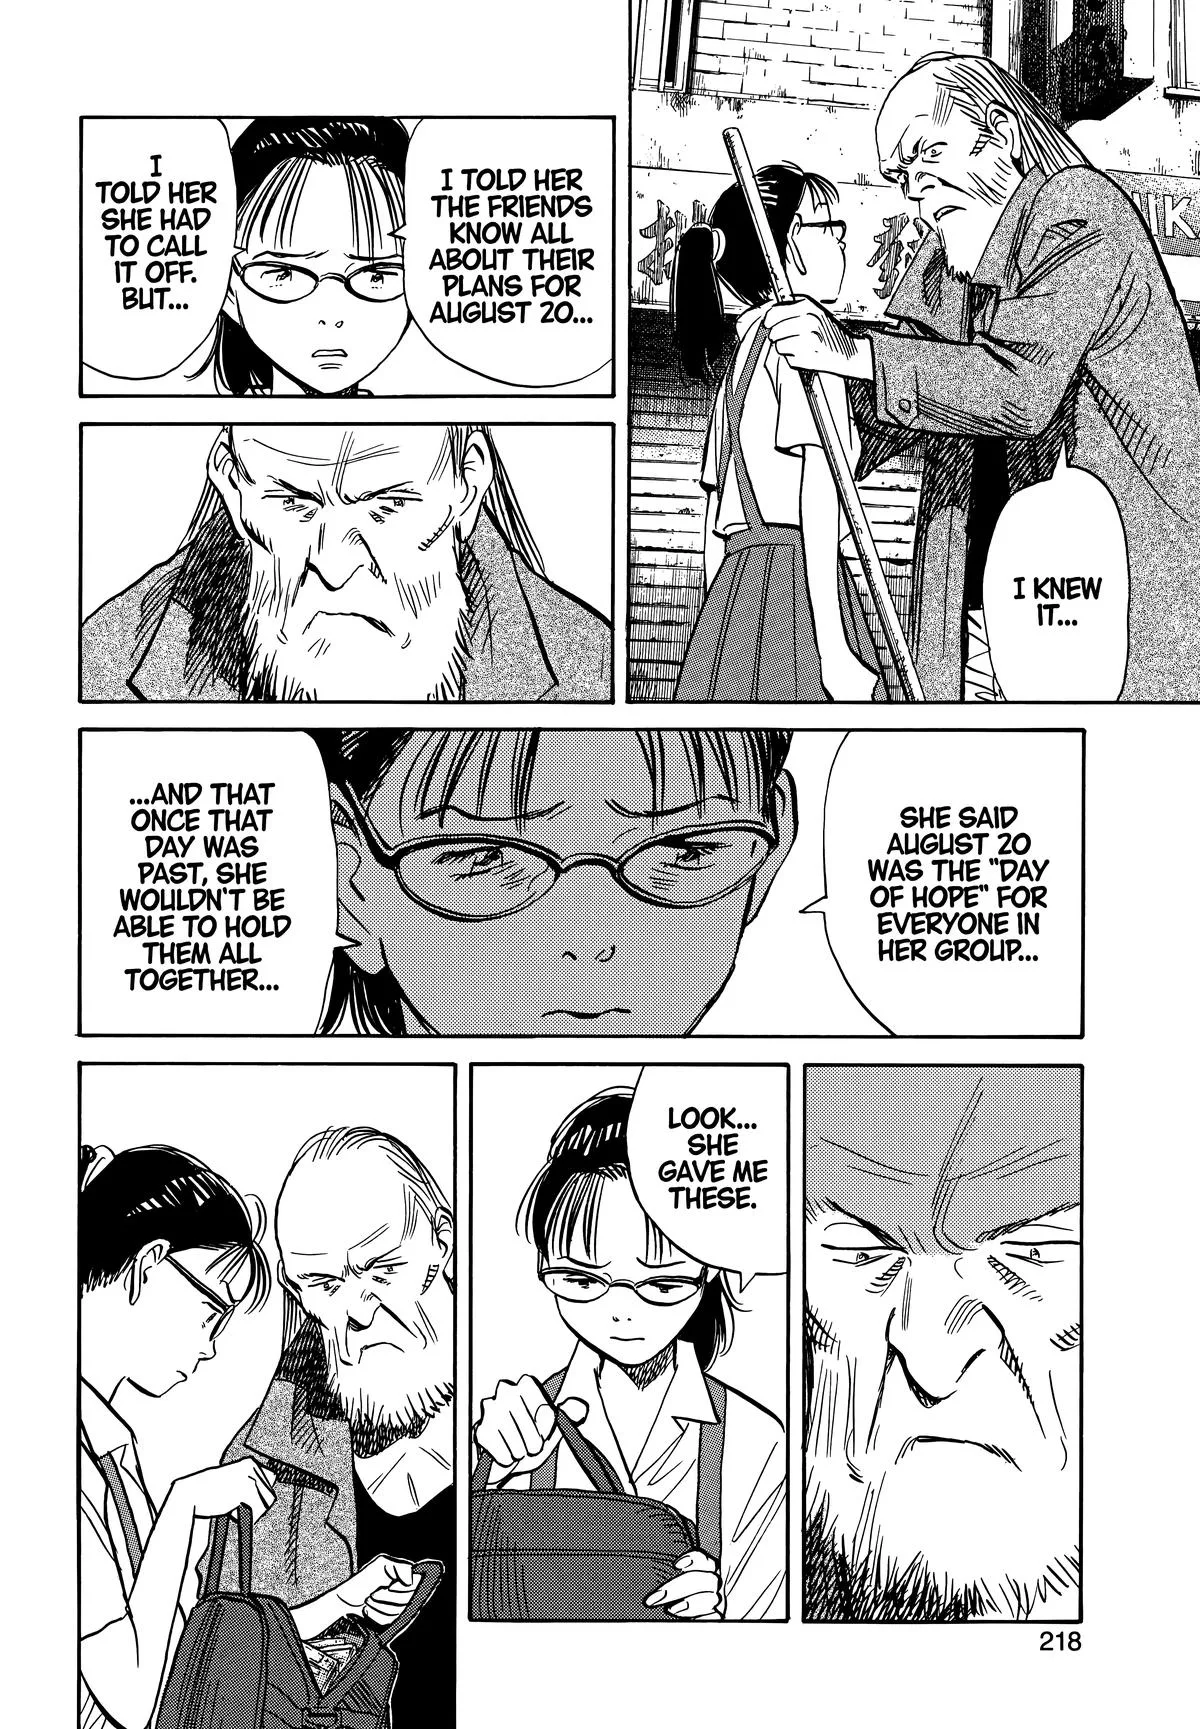 I KNEW
IT...
I TOLD HER
THE FRIENDS
KNOW ALL
ABOUT THEIR
PLANS FOR
AUGUST 20...
I
TOLD HER
SHE HAD
TO CALL
IT OFF.
BUT...
SHE SAID
AUGUST 20
WAS THE "DAY
OF HOPE" FOR
EVERYONE IN
HER GROUP...
...AND THAT
ONCE THAT
DAY WAS
PAST, SHE
WOULDN'T BE
ABLE TO HOLD
THEM ALL
TOGETHER...
LOOK...
SHE
GAVE ME
THESE.
218